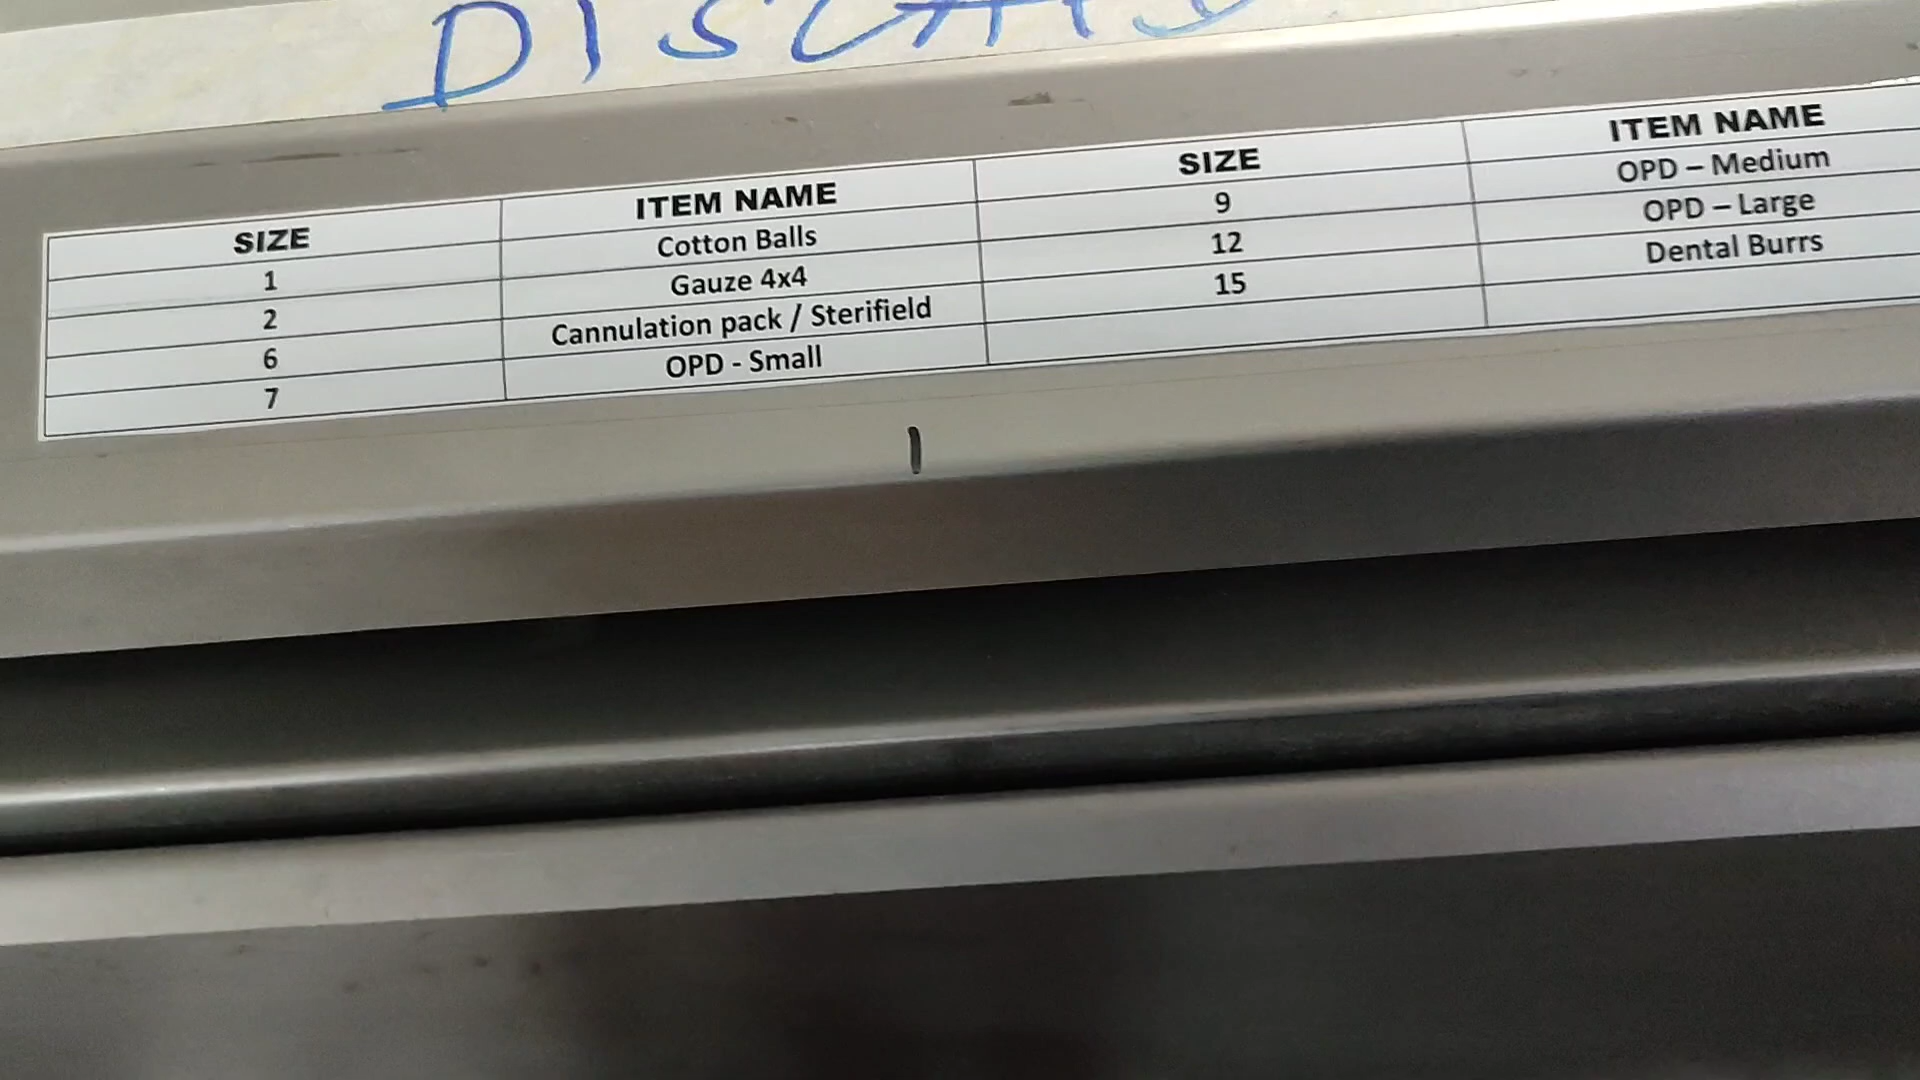 SIZE ITEM NAME SIZE ITEM NAME
1 Cotton Balls 9 OPD – Medium
2 Gauze 4x4 12 OPD – Large
6 Cannulation pack / Sterifield 15 Dental Burrs
7 OPD - Small
1